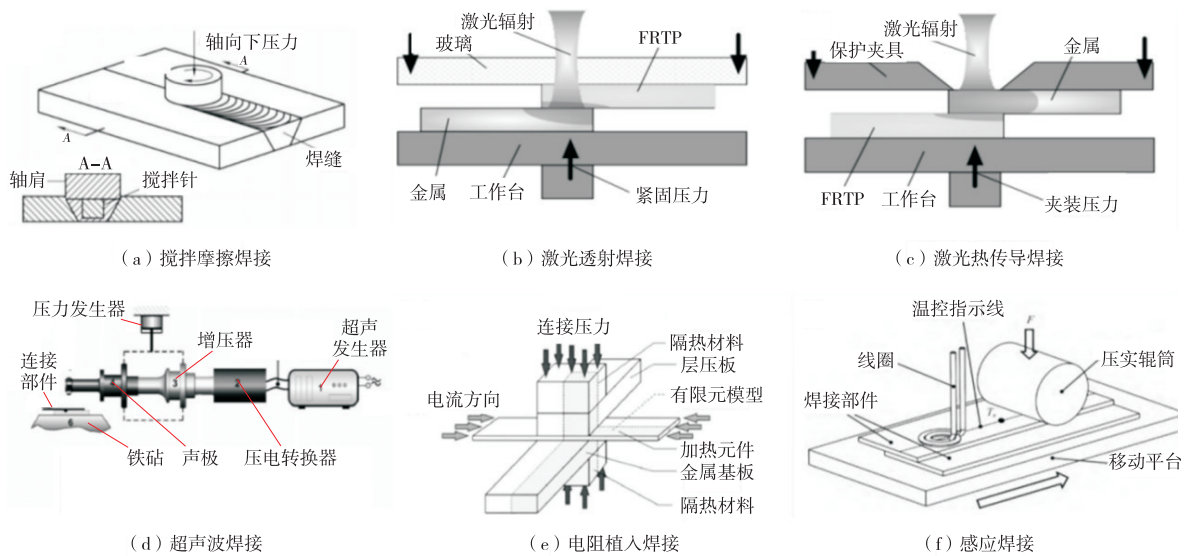 轴向下压力
A
A
焊缝
A-A
轴肩
搅拌针
(a)搅拌摩擦焊接
激光辐射
玻璃
FRTP
金属
工作台
紧固压力
(b)激光透射焊接
激光辐射
保护夹具
金属
FRTP
工作台
夹装压力
(c)激光热传导焊接
压力发生器
增压器
超声
发生器
连接
部件
4
3
2
1
6
铁砧
声极
压电转换器
(d)超声波焊接
连接压力
隔热材料
层压板
电流方向
有限元模型
加热元件
金属基板
隔热材料
(e)电阻植入焊接
温控指示线
F
线圈
压实辊筒
焊接部件
移动平台
(f)感应焊接